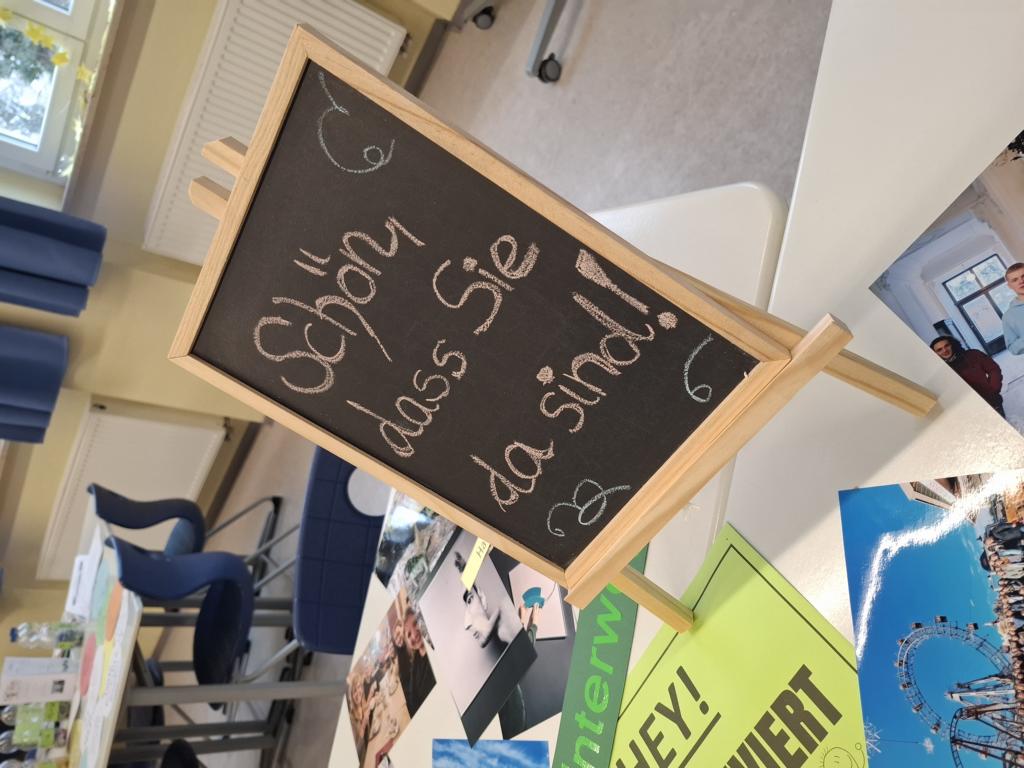 Schön
dass Sie
da sind!
HEY!